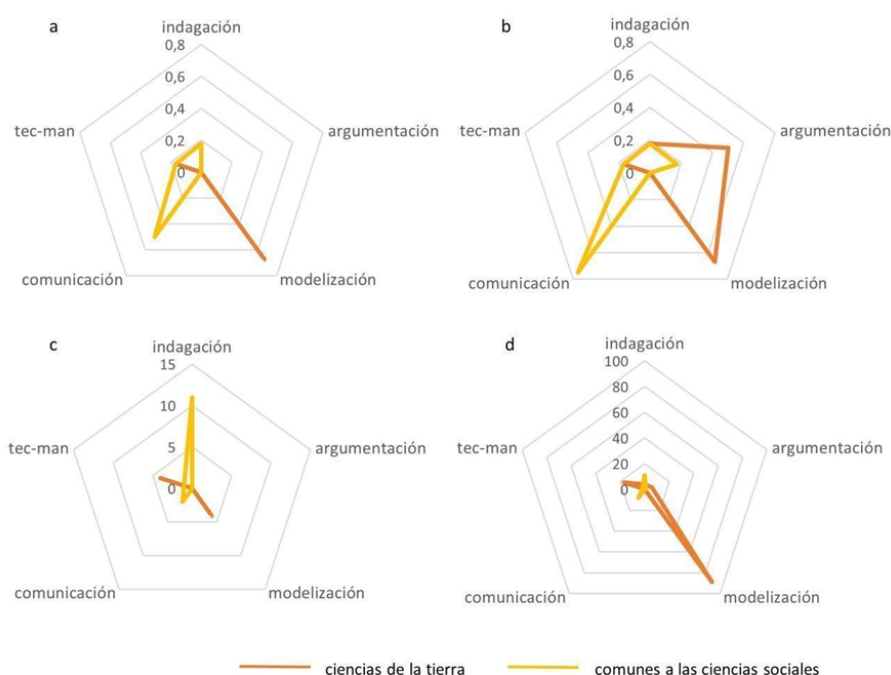 a
indagación
0,8
0,6
0,4
0,2
0
tec-man
argumentación
comunicación
modelización
b
indagación
0,8
0,6
0,4
0,2
0
tec-man
argumentación
comunicación
modelización
c
indagación
15
10
5
0
tec-man
argumentación
comunicación
modelización
d
indagación
100
80
60
40
20
0
tec-man
argumentación
comunicación
modelización
ciencias de la tierra
comunes a las ciencias sociales